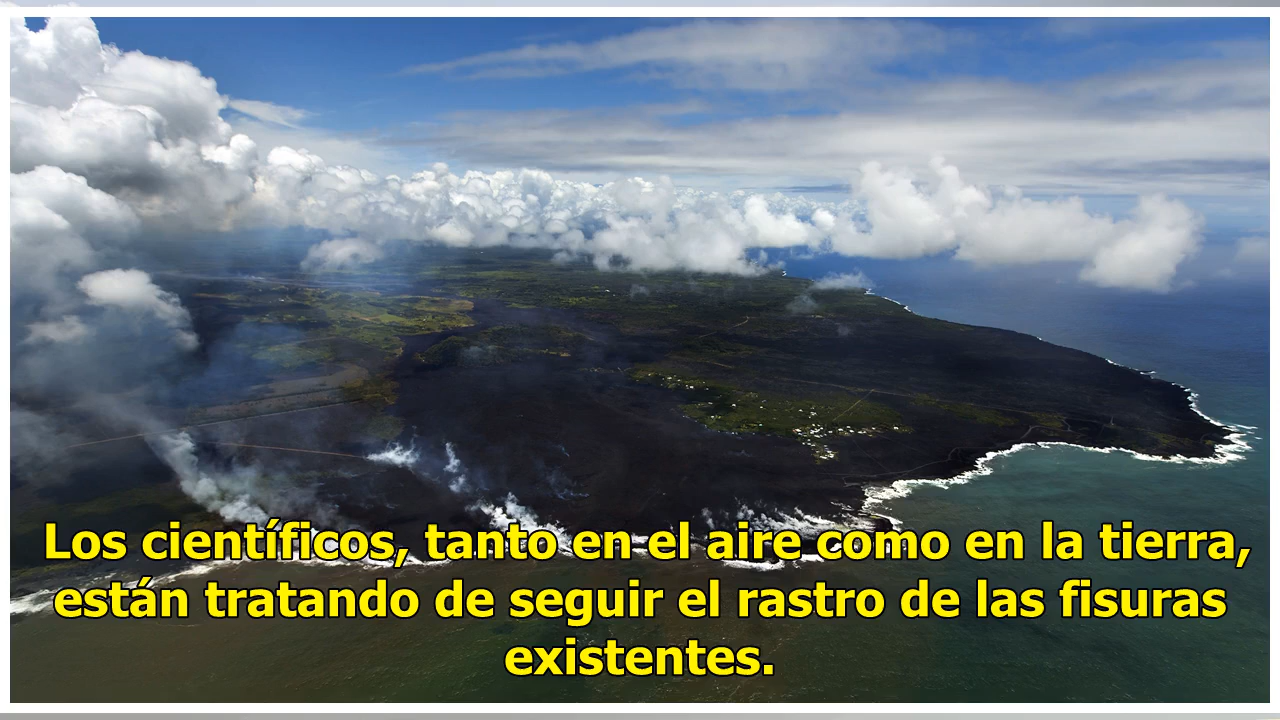 Los científicos, tanto en el aire como en la tierra,
están tratando de seguir el rastro de las fisuras
existentes.